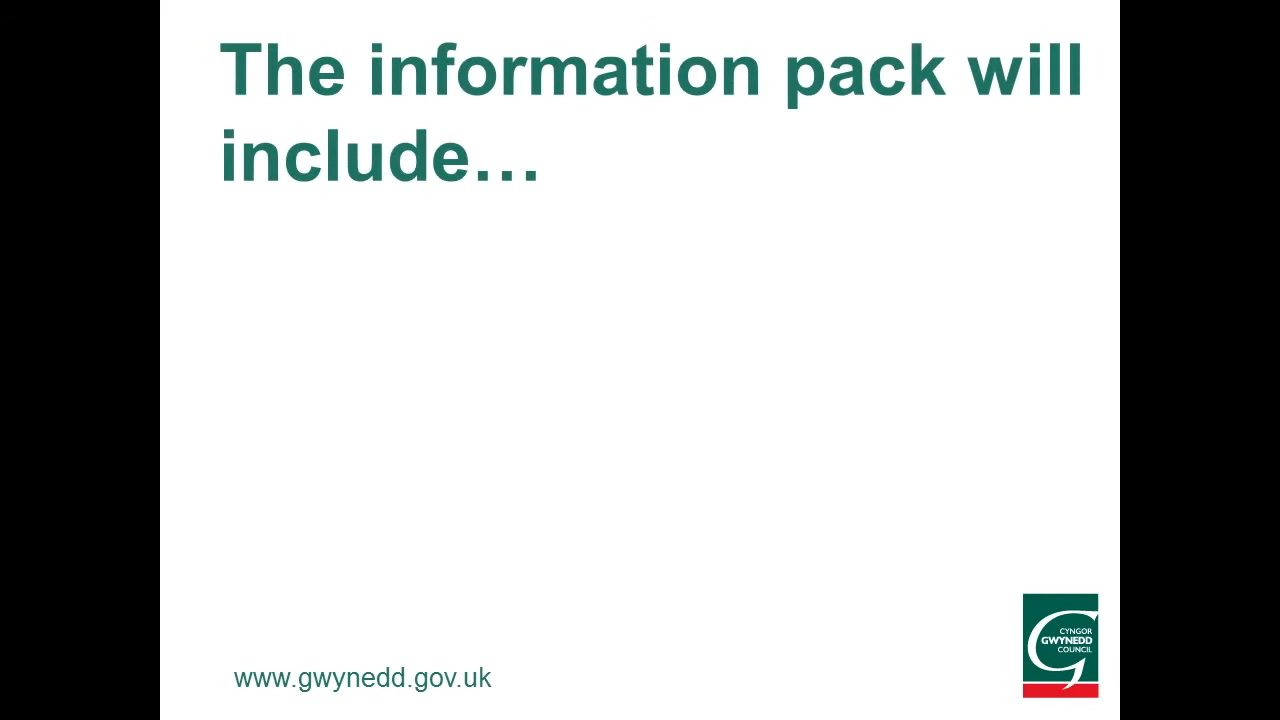 The information pack will
include…
www.gwynedd.gov.uk
CYNGOR
GWYNEDD
COUNCIL